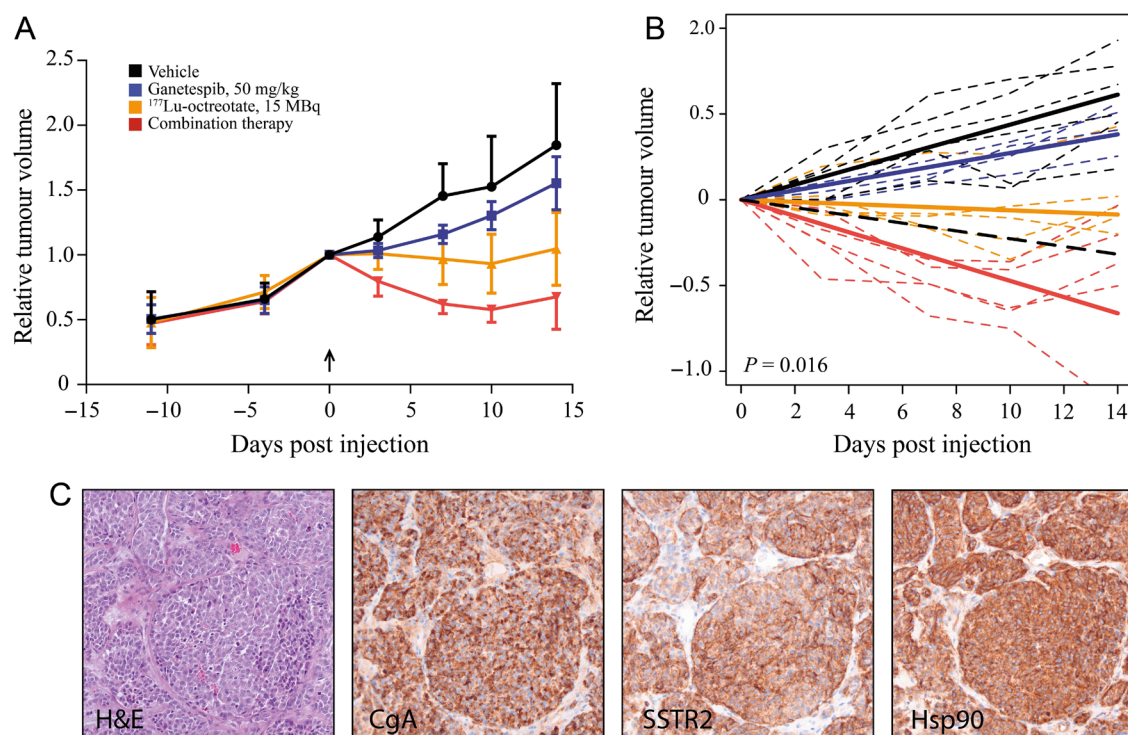 A
Relative tumour volume
2.5
2.0
1.5
1.0
0.5
0
Vehicle
Ganetespib, 50 mg/kg
¹⁷⁷Lu-octreotate, 15 MBq
Combination therapy
−15 −10 −5 0 5 10 15
Days post injection
B
Relative tumour volume
2.0
0.5
0
−0.5
−1.0
P = 0.016
0 2 4 6 8 10 12 14
Days post injection
C
H&E
CgA
SSTR2
Hsp90